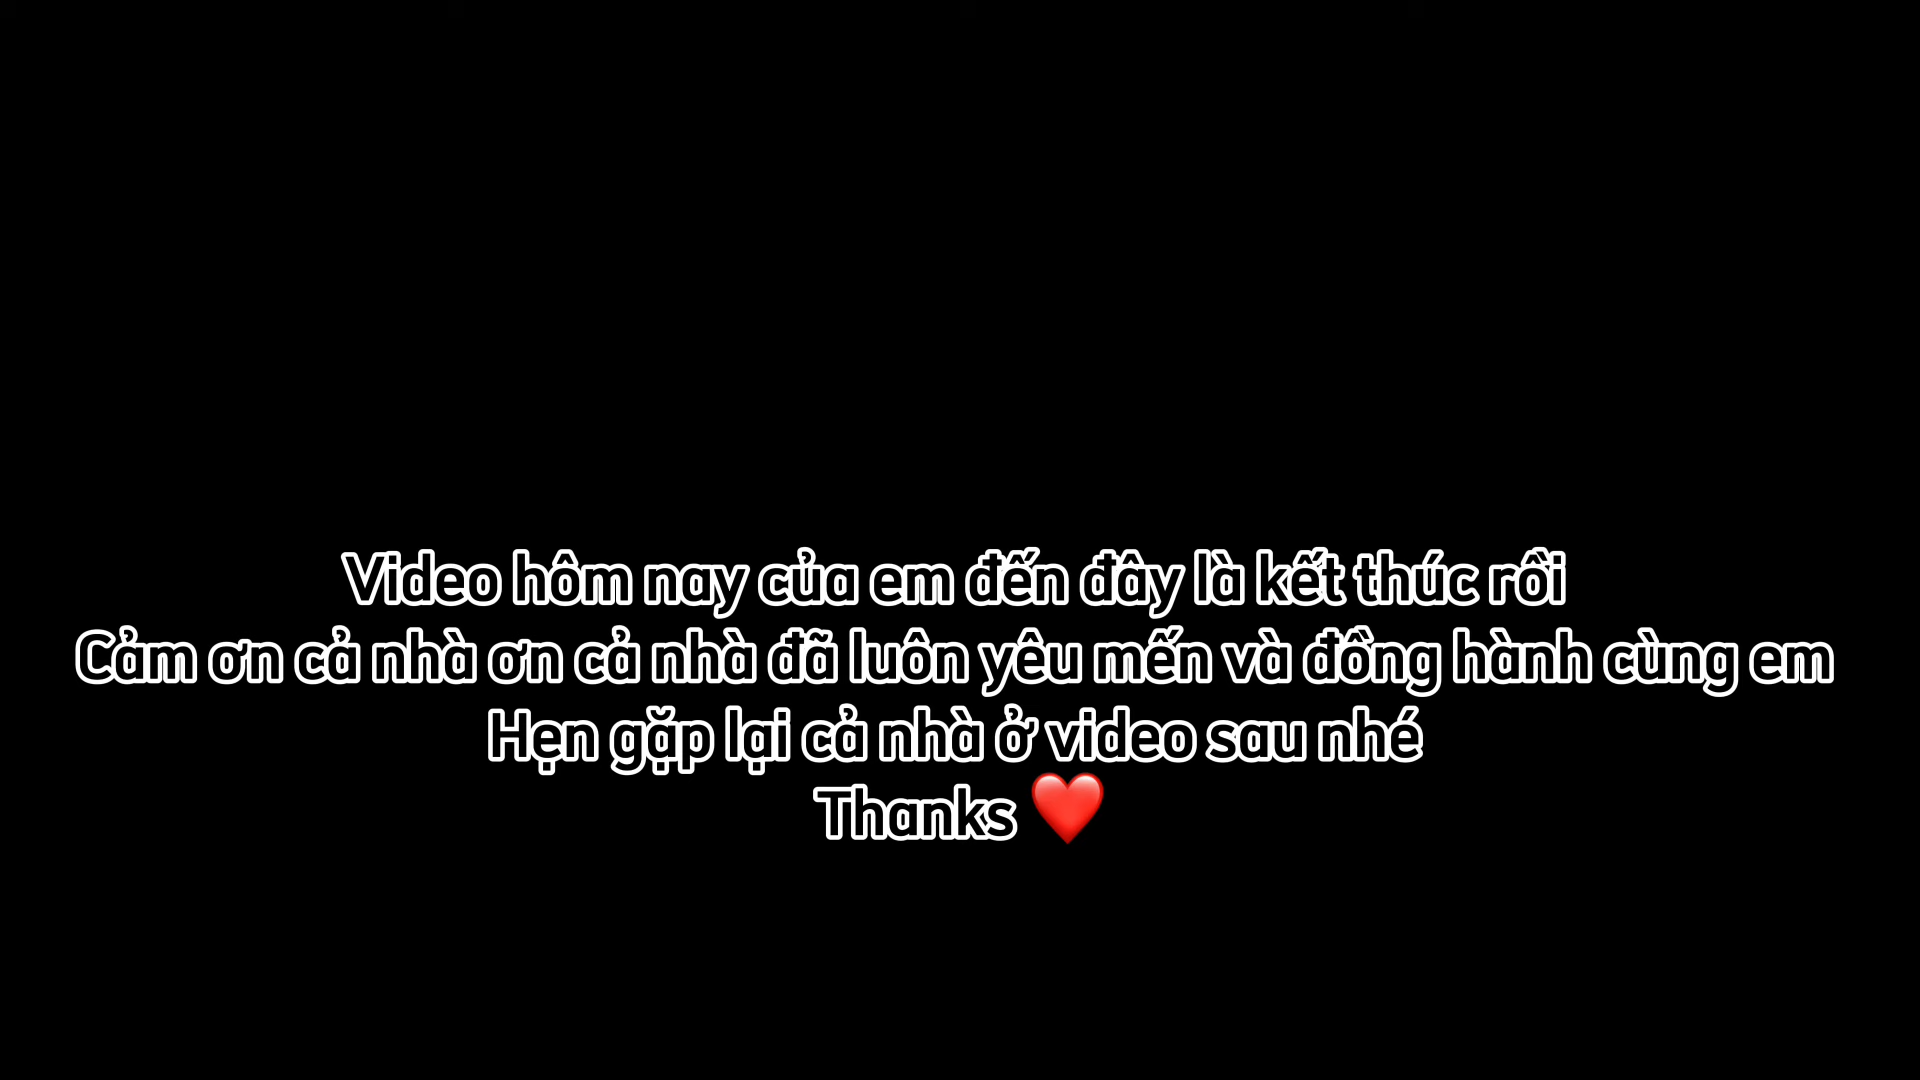 Video hôm nay của em đến đây là kết thúc rồi
Cảm ơn cả nhà ơn cả nhà đã luôn yêu mến và đồng hành cùng em
Hẹn gặp lại cả nhà ở video sau nhé
Thanks ❤️